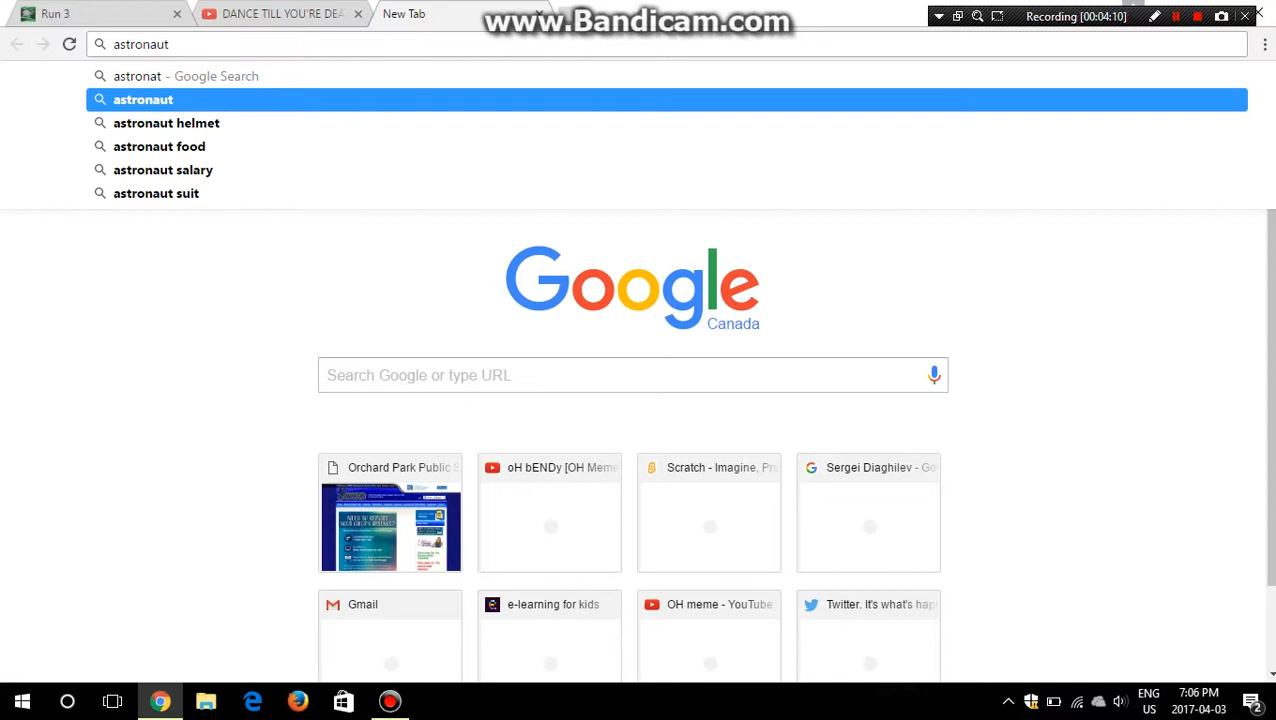 Run 3
DANCE TILL YOU'RE DEA
New Tab
www.Bandicam.com
Recording [00:04:10]
astronaut
astronat - Google Search
astronaut
astronaut helmet
astronaut food
astronaut salary
astronaut suit
Google
Canada
Search Google or type URL
Orchard Park Public S
oH bENDy [OH Meme
Scratch - Imagine, Pro
Sergei Diaghilev - Go
Gmail
e-learning for kids
OH meme - YouTube
Twitter. It's what's hap
ENG
US
7:06 PM
2017-04-03
2